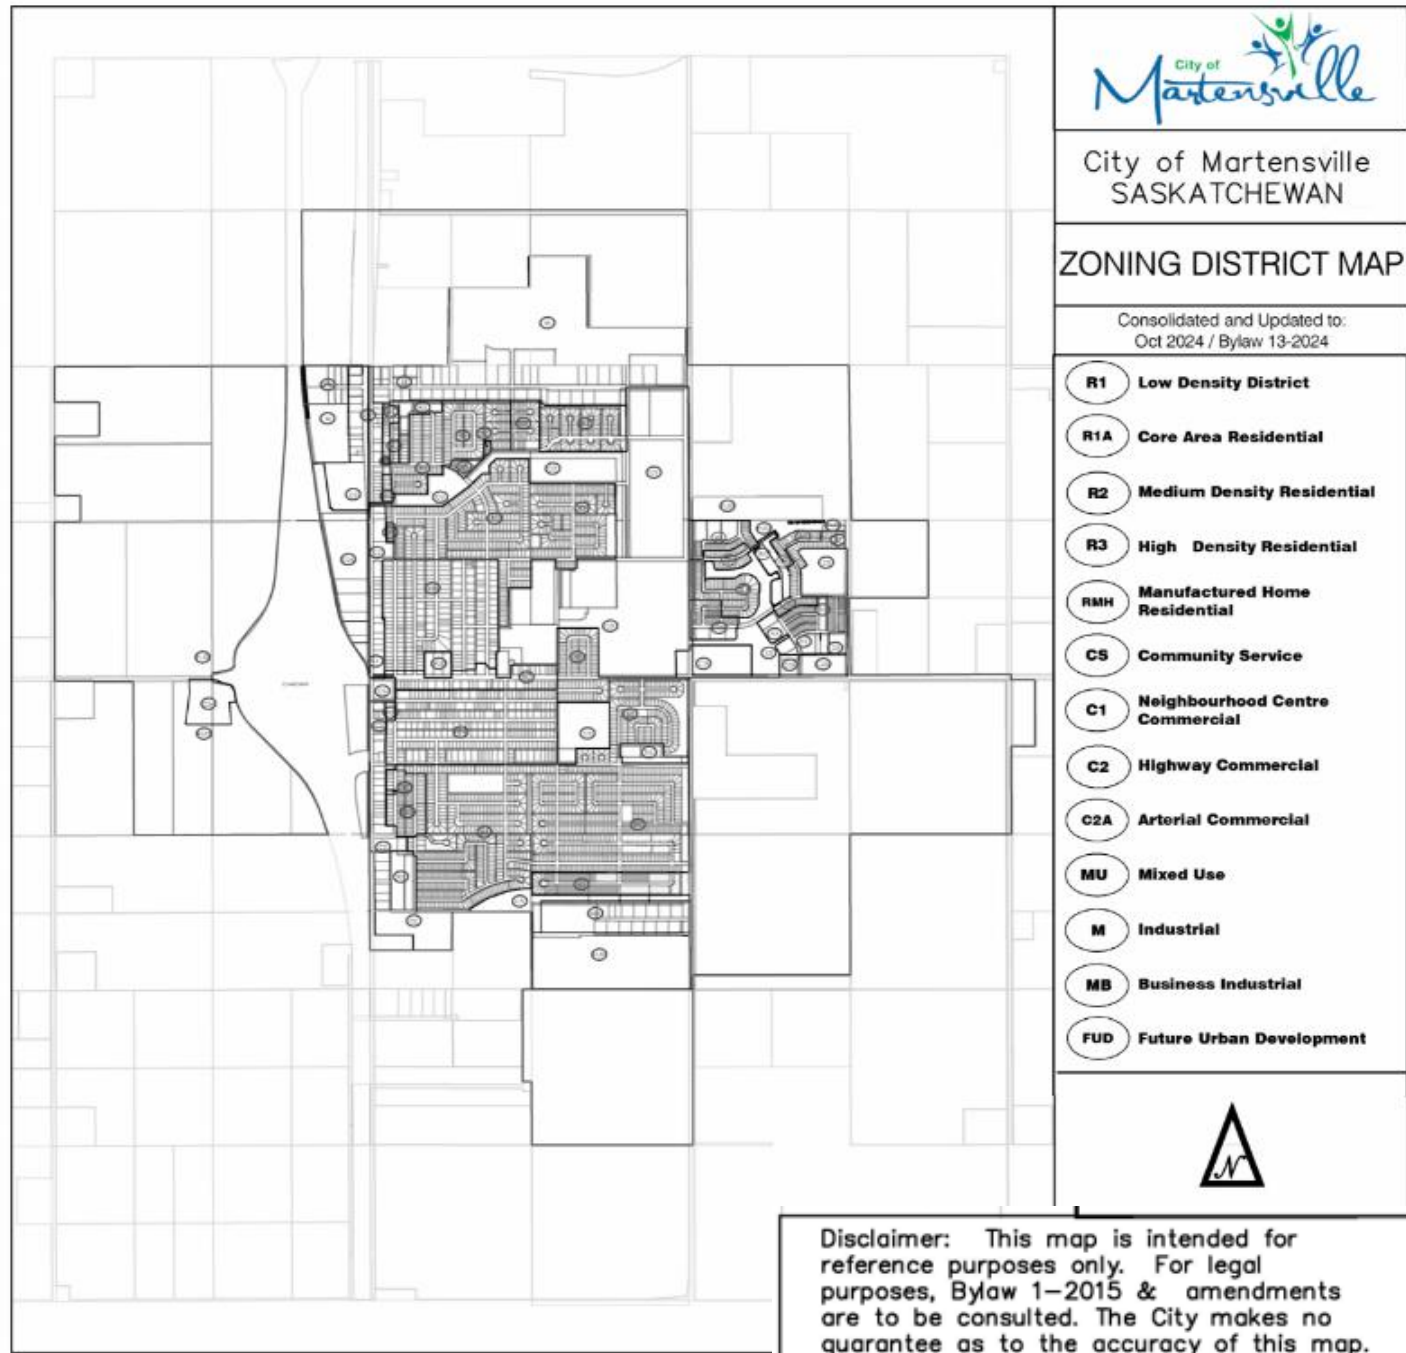 City of
Martensville
City of Martensville
SASKATCHEWAN
ZONING DISTRICT MAP
Consolidated and Updated to:
Oct 2024 / Bylaw 13-2024
R1 Low Density District
R1A Core Area Residential
R2 Medium Density Residential
R3 High Density Residential
RMH Manufactured Home
Residential
CS Community Service
C1 Neighbourhood Centre
Commercial
C2 Highway Commercial
C2A Arterial Commercial
MU Mixed Use
M Industrial
MB Business Industrial
FUD Future Urban Development
N
Disclaimer: This map is intended for
reference purposes only. For legal
purposes, Bylaw 1-2015 & amendments
are to be consulted. The City makes no
guarantee as to the accuracy of this map.